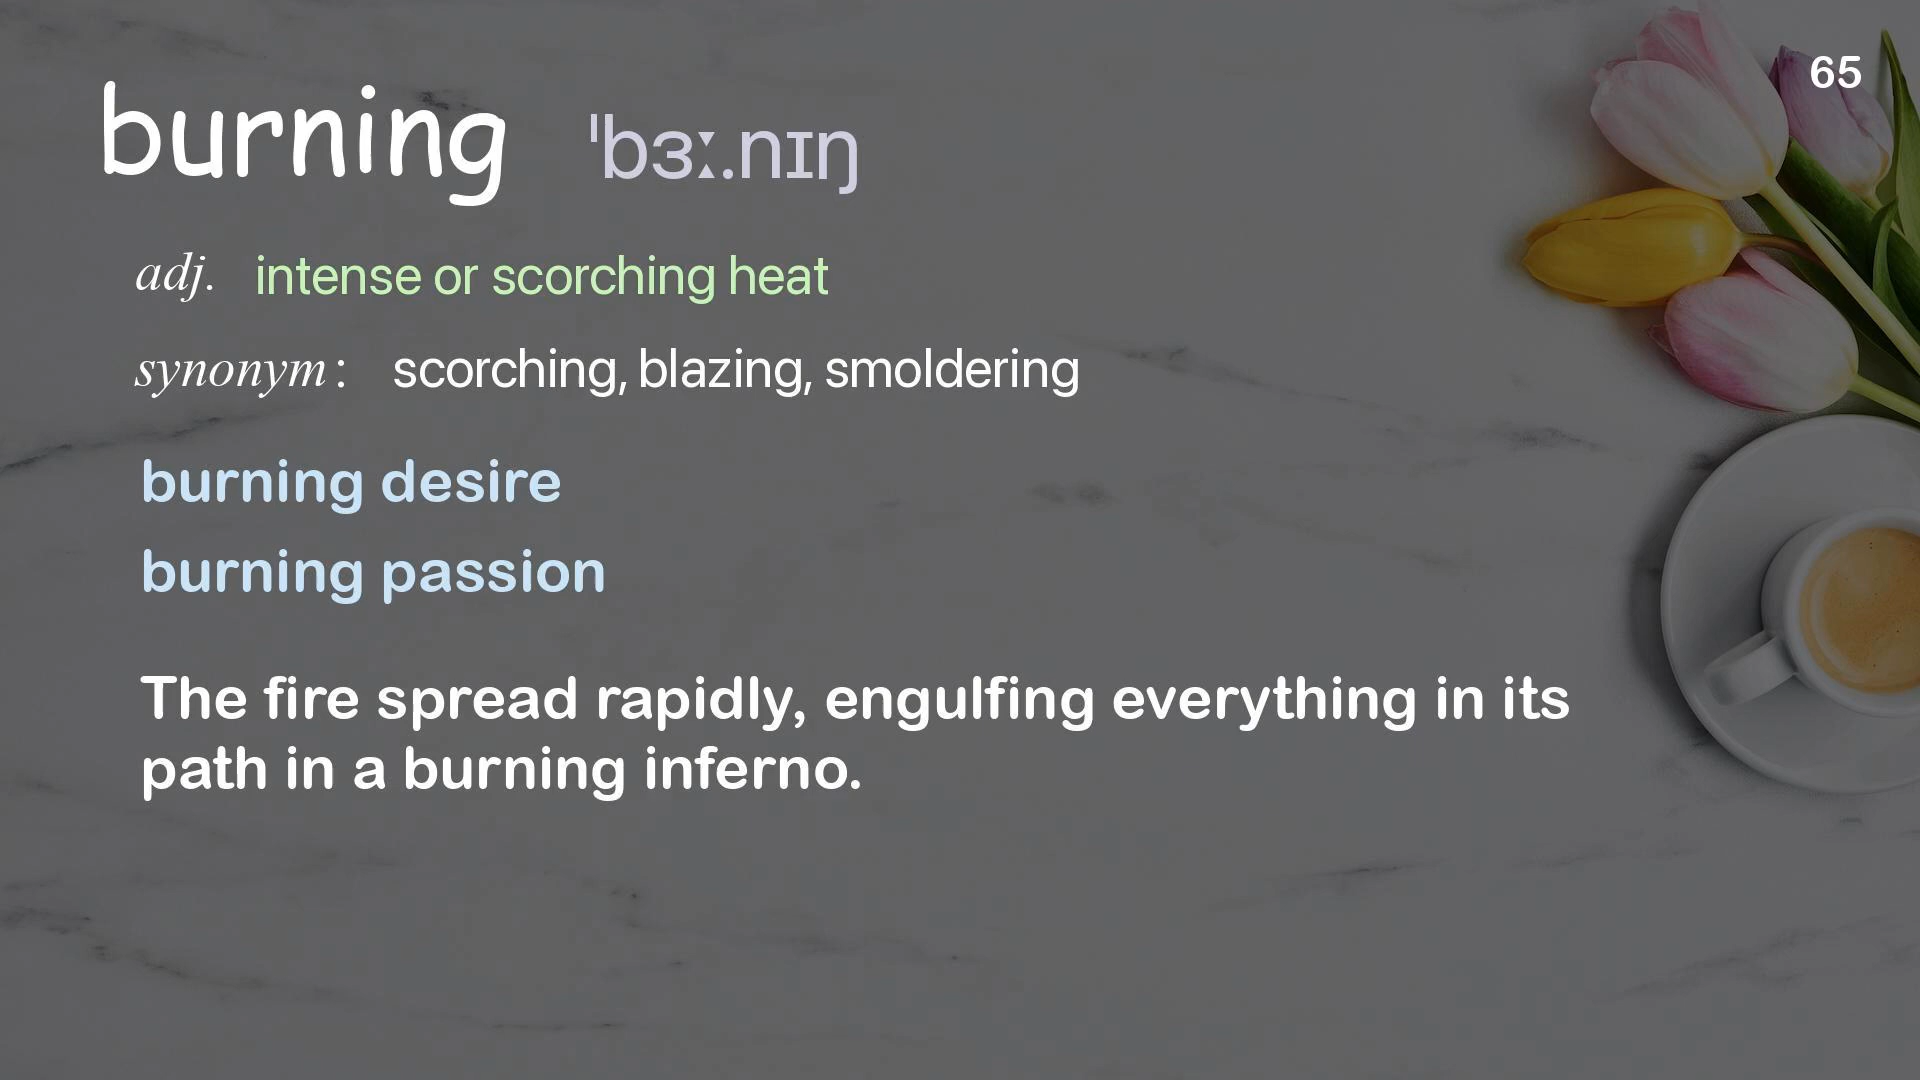 65
burning ˈbɜː.nɪŋ
adj. intense or scorching heat
synonym: scorching, blazing, smoldering
burning desire
burning passion
The fire spread rapidly, engulfing everything in its
path in a burning inferno.